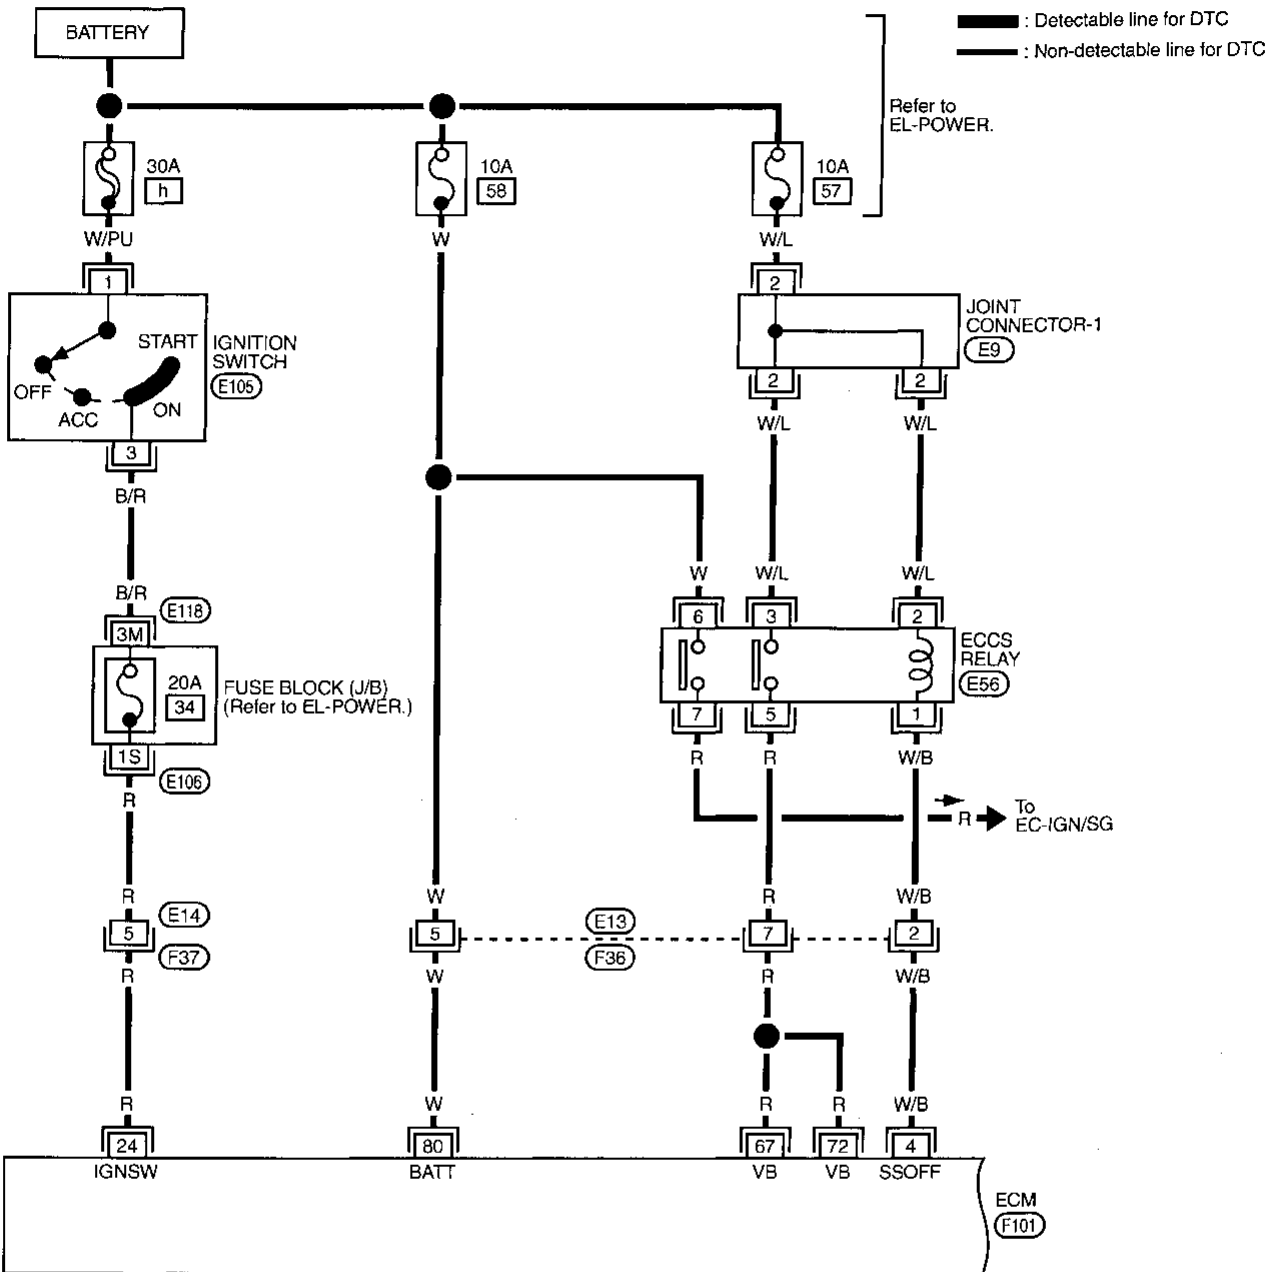 BATTERY
: Detectable line for DTC
: Non-detectable line for DTC
Refer to
EL-POWER.
30A
h
10A
58
10A
57
W/PU
W
W/L
1
2
START
IGNITION
SWITCH
E105
OFF
ACC
ON
3
JOINT
CONNECTOR-1
E9
2
2
W/L
W/L
B/R
B/R
W
W/L
W/L
E118
3M
6
3
2
20A
34
FUSE BLOCK (J/B)
(Refer to EL-POWER.)
ECCS
RELAY
E56
1S
E106
7
5
1
R
R
R
W/B
R
To
EC-IGN/SG
R
W
R
W/B
E14
5
F37
5
E13
F36
7
2
R
W
R
W/B
R
W
R
R
W/B
24
80
67
72
4
IGNSW
BATT
VB
VB
SSOFF
ECM
F101